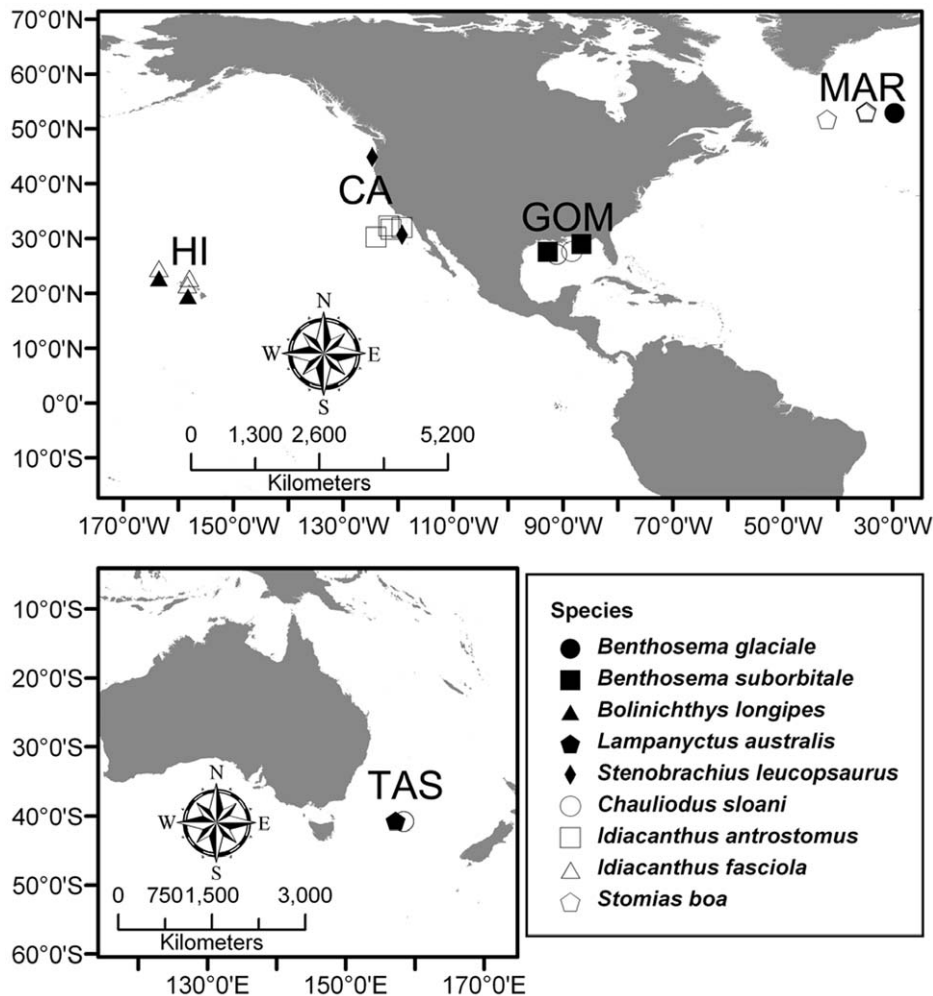 70°0'N
60°0'N
50°0'N
40°0'N
30°0'N
20°0'N
10°0'N
0°0'
10°0'S
MAR
CA
GOM
HI
N
W E
S
0 1,300 2,600 5,200
Kilometers
170°0'W 150°0'W 130°0'W 110°0'W 90°0'W 70°0'W 50°0'W 30°0'W
10°0'S
20°0'S
30°0'S
40°0'S
50°0'S
60°0'S
TAS
N
W E
S
0 750 1,500 3,000
Kilometers
130°0'E 150°0'E 170°0'E
Species
Benthosema glaciale
Benthosema suborbitale
Bolinichthys longipes
Lampanyctus australis
Stenobrachius leucopsaurus
Chauliodus sloani
Idiacanthus antrostomus
Idiacanthus fasciola
Stomias boa